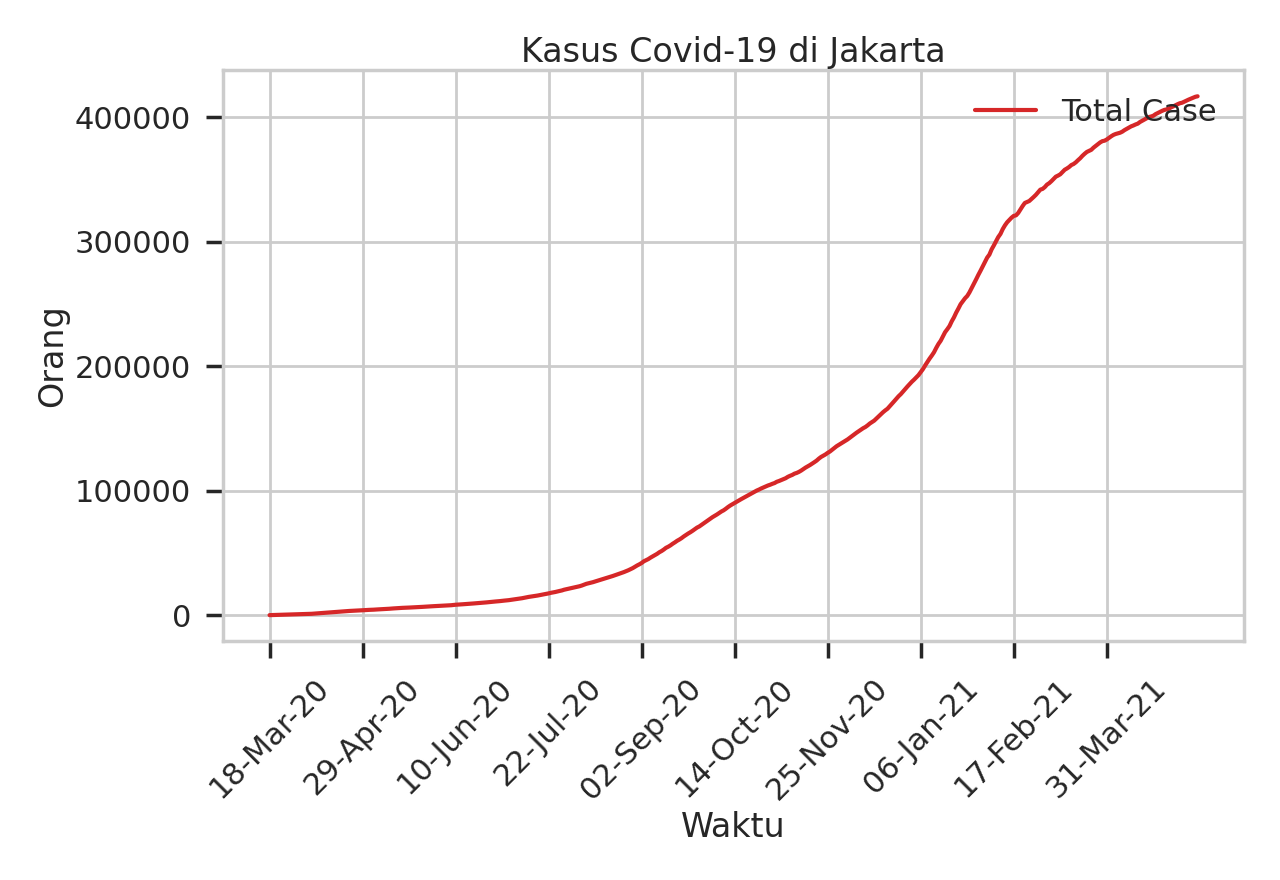 Kasus Covid-19 di Jakarta
Total Case
Orang
400000
300000
200000
100000
0
18-Mar-20
29-Apr-20
10-Jun-20
22-Jul-20
02-Sep-20
14-Oct-20
25-Nov-20
06-Jan-21
17-Feb-21
31-Mar-21
Waktu